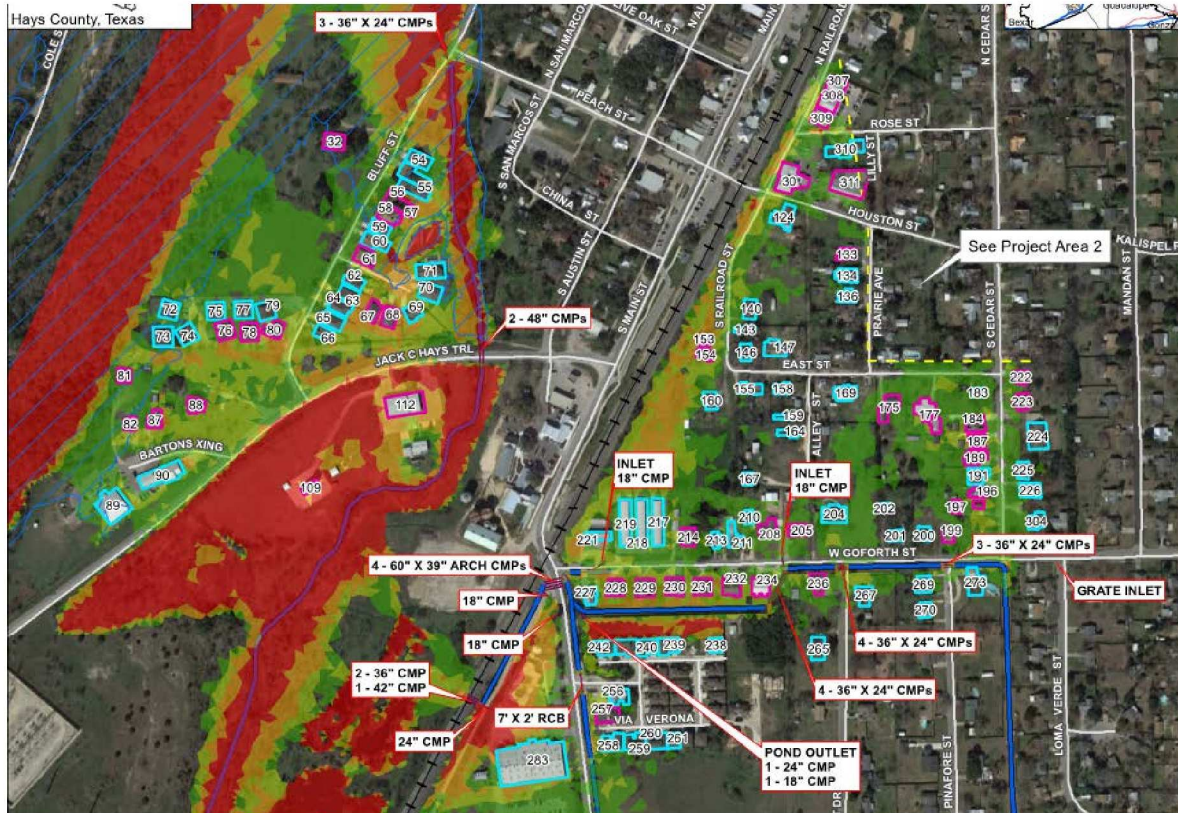 Hays County, Texas
3 - 36" X 24" CMPs
COLE S
N SAN MARCOS
LIVE OAK ST
N AU
MAIN
N RAILROAD
N CEDAR S
Bexar
Guadalupe
Gonz
BLUFF ST
S SAN MARCOS ST
PEACH ST
CHINA ST
S AUSTIN ST
S MAIN ST
S RAILROAD ST
ROSE ST
LILLY ST
HOUSTON ST
See Project Area 2
KALISPEL
MANDAN ST
PRAIRIE AVE
S CEDAR ST
EAST ST
ALLEY ST
JACK C HAYS TRL
2 - 48" CMPs
BARTONS XING
32
54
55
56
57
58
59
60
61
62
63
64
65
66
67
68
69
70
71
72
73
74
75
76
77
78
79
80
81
82
87
88
89
90
109
112
307
308
309
310
311
301
124
133
134
136
140
143
146
147
153
154
155
158
159
160
164
167
169
175
177
183
184
187
189
191
196
197
199
222
223
224
225
226
304
INLET
18" CMP
INLET
18" CMP
221
219
218
217
214
213
211
210
208
205
204
202
201
200
W GOFORTH ST
3 - 36" X 24" CMPs
4 - 60" X 39" ARCH CMPs
18" CMP
18" CMP
227
228
229
230
231
232
234
236
267
269
270
273
GRATE INLET
4 - 36" X 24" CMPs
2 - 36" CMP
1 - 42" CMP
242
240
239
238
265
4 - 36" X 24" CMPs
7' X 2' RCB
256
257
VIA VERONA
258
259
260
261
24" CMP
283
POND OUTLET
1 - 24" CMP
1 - 18" CMP
T DR
PINAFORE ST
LOMA VERDE ST